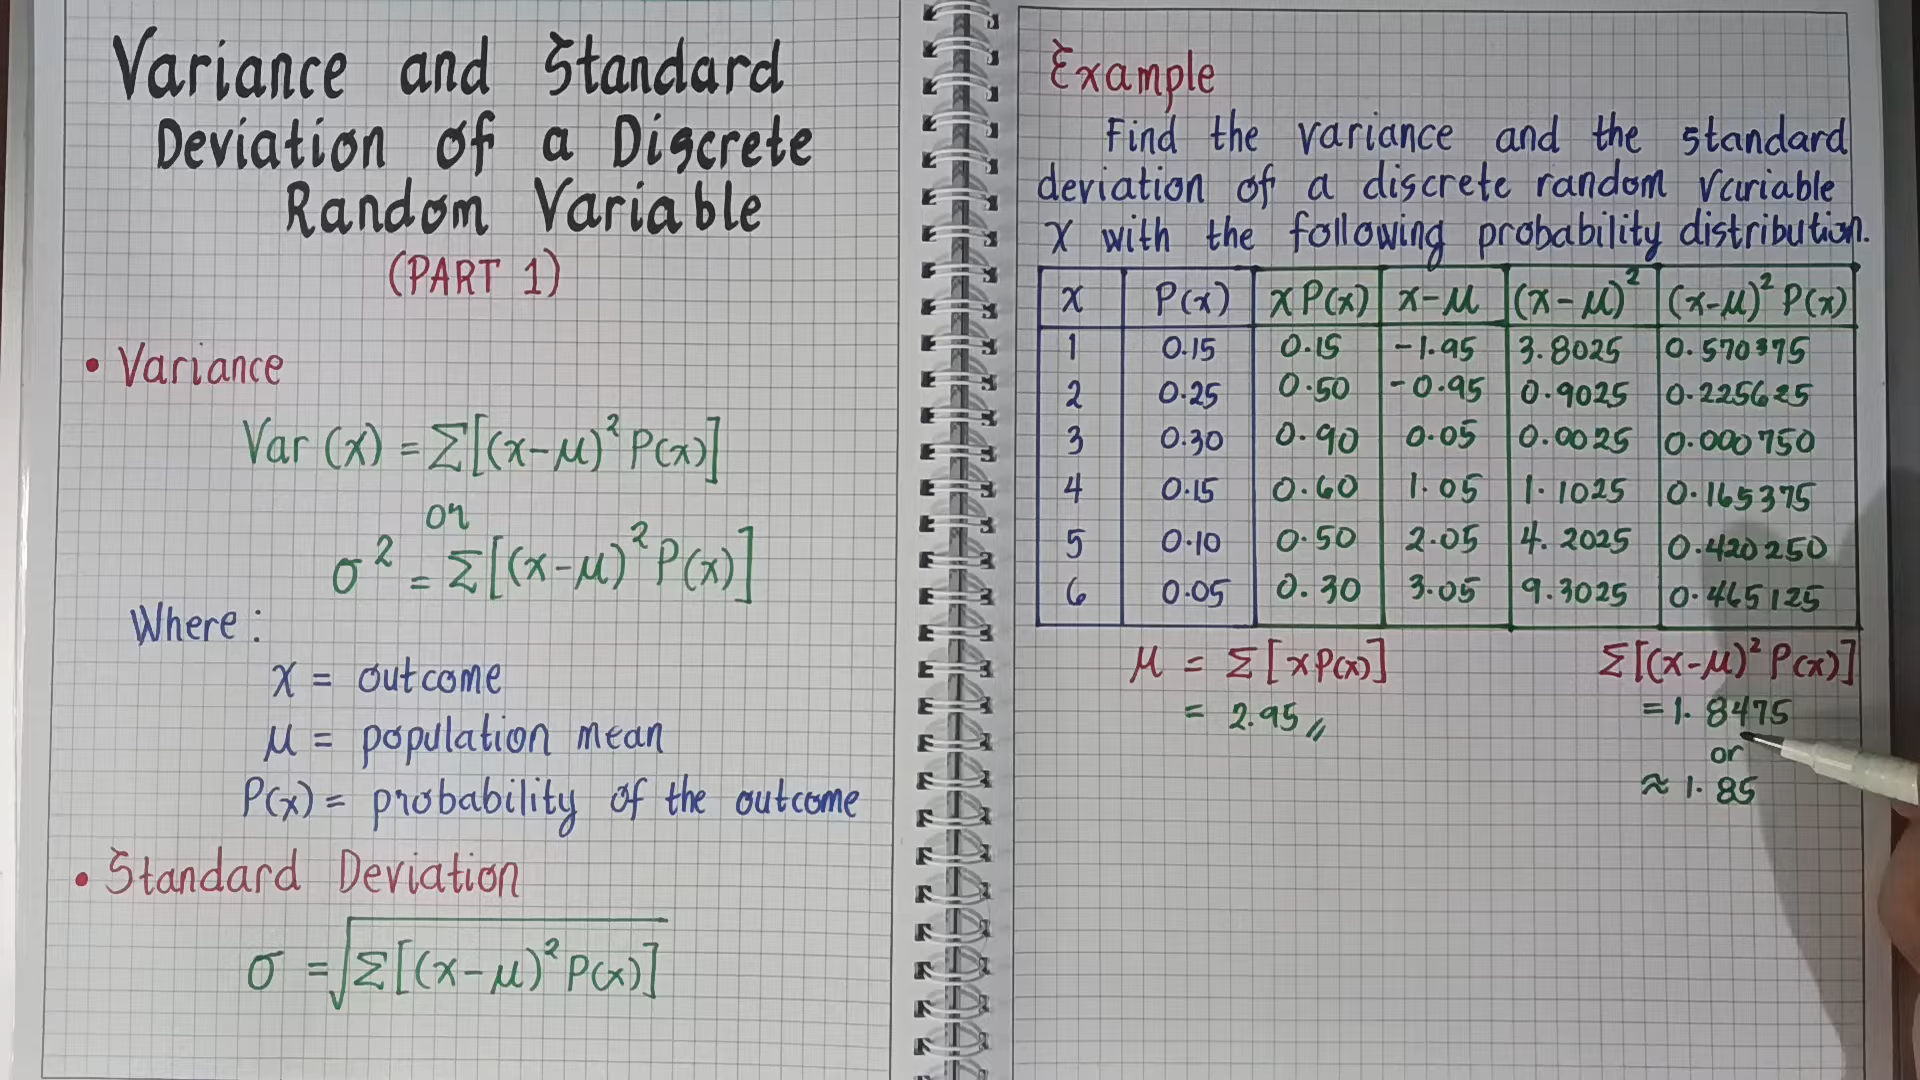 Variance and Standard
Deviation of a Discrete
Random Variable
(PART 1)
• Variance
Var (x) = Σ[(x-μ)² P(x)]
or
σ² = Σ[(x-μ)² P(x)]
Where:
x = outcome
μ = population mean
P(x) = probability of the outcome
• Standard Deviation
σ = √Σ[(x-μ)² P(x)]
Example
Find the variance and the standard
deviation of a discrete random variable
X with the following probability distribution.
x P(x) x P(x) x-μ (x-μ)² (x-μ)² P(x)
1 0.15 0.15 -1.95 3.8025 0.570375
2 0.25 0.50 -0.95 0.9025 0.225625
3 0.30 0.90 0.05 0.0025 0.000750
4 0.15 0.60 1.05 1.1025 0.165375
5 0.10 0.50 2.05 4.2025 0.420250
6 0.05 0.30 3.05 9.3025 0.465125
μ = Σ[xP(x)] Σ[(x-μ)² P(x)]
= 2.95 = 1.8475
or
≈ 1.85